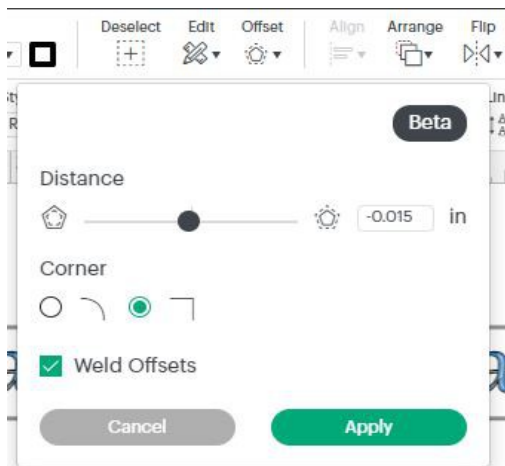 Deselect Edit Offset Align Arrange Flip
Beta
Distance
-0.015 in
Corner
Weld Offsets
Cancel Apply